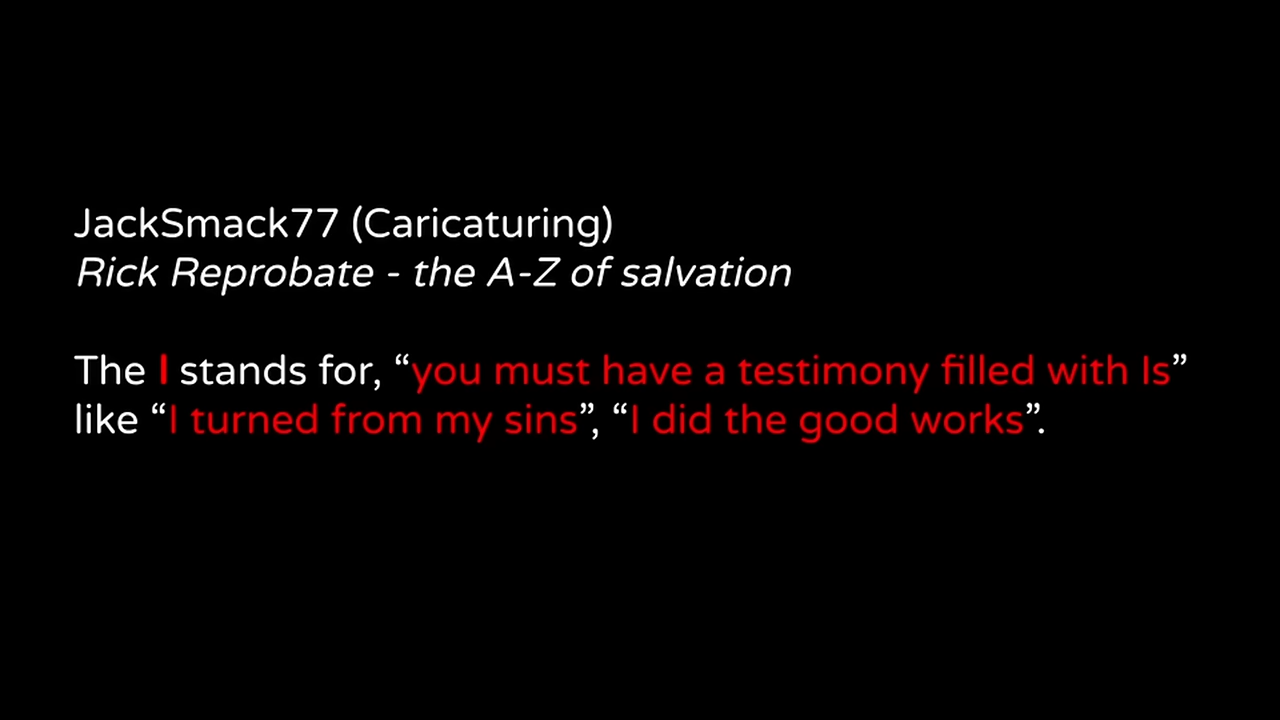 JackSmack77 (Caricaturing)
Rick Reprobate - the A-Z of salvation
The I stands for, “you must have a testimony filled with Is”
like “I turned from my sins”, “I did the good works”.